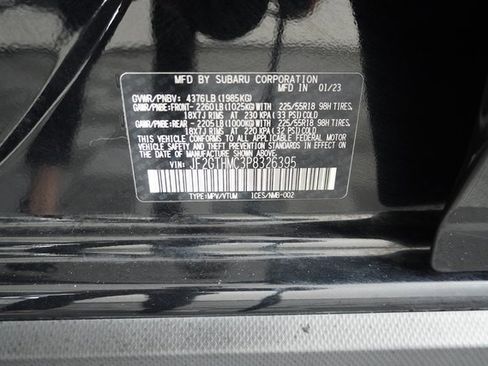 MFD BY SUBARU CORPORATION
MFD IN 01/23
GVWR/PNBV: 4376LB(1985KG)
GAWR/PNBE:FRONT- 2260LB(1025KG)WITH 225/55R18 98H TIRES,
18X7J RIMS AT 230 KPA(33 PSI)COLD
GAWR/PNBE:REAR - 2205LB(1000KG)WITH 225/55R18 98H TIRES,
18X7J RIMS AT 220 KPA(32 PSI)COLD
THIS VEHICLE CONFORMS TO ALL APPLICABLE FEDERAL MOTOR
VEHICLE SAFETY AND THEFT PREVENTION STANDARDS IN EFFECT
ON THE DATE OF MANUFACTURE SHOWN ABOVE.
VIN: JF2GTHMC3P8326395
TYPE:MPV/VTUM ICES/NMB-002